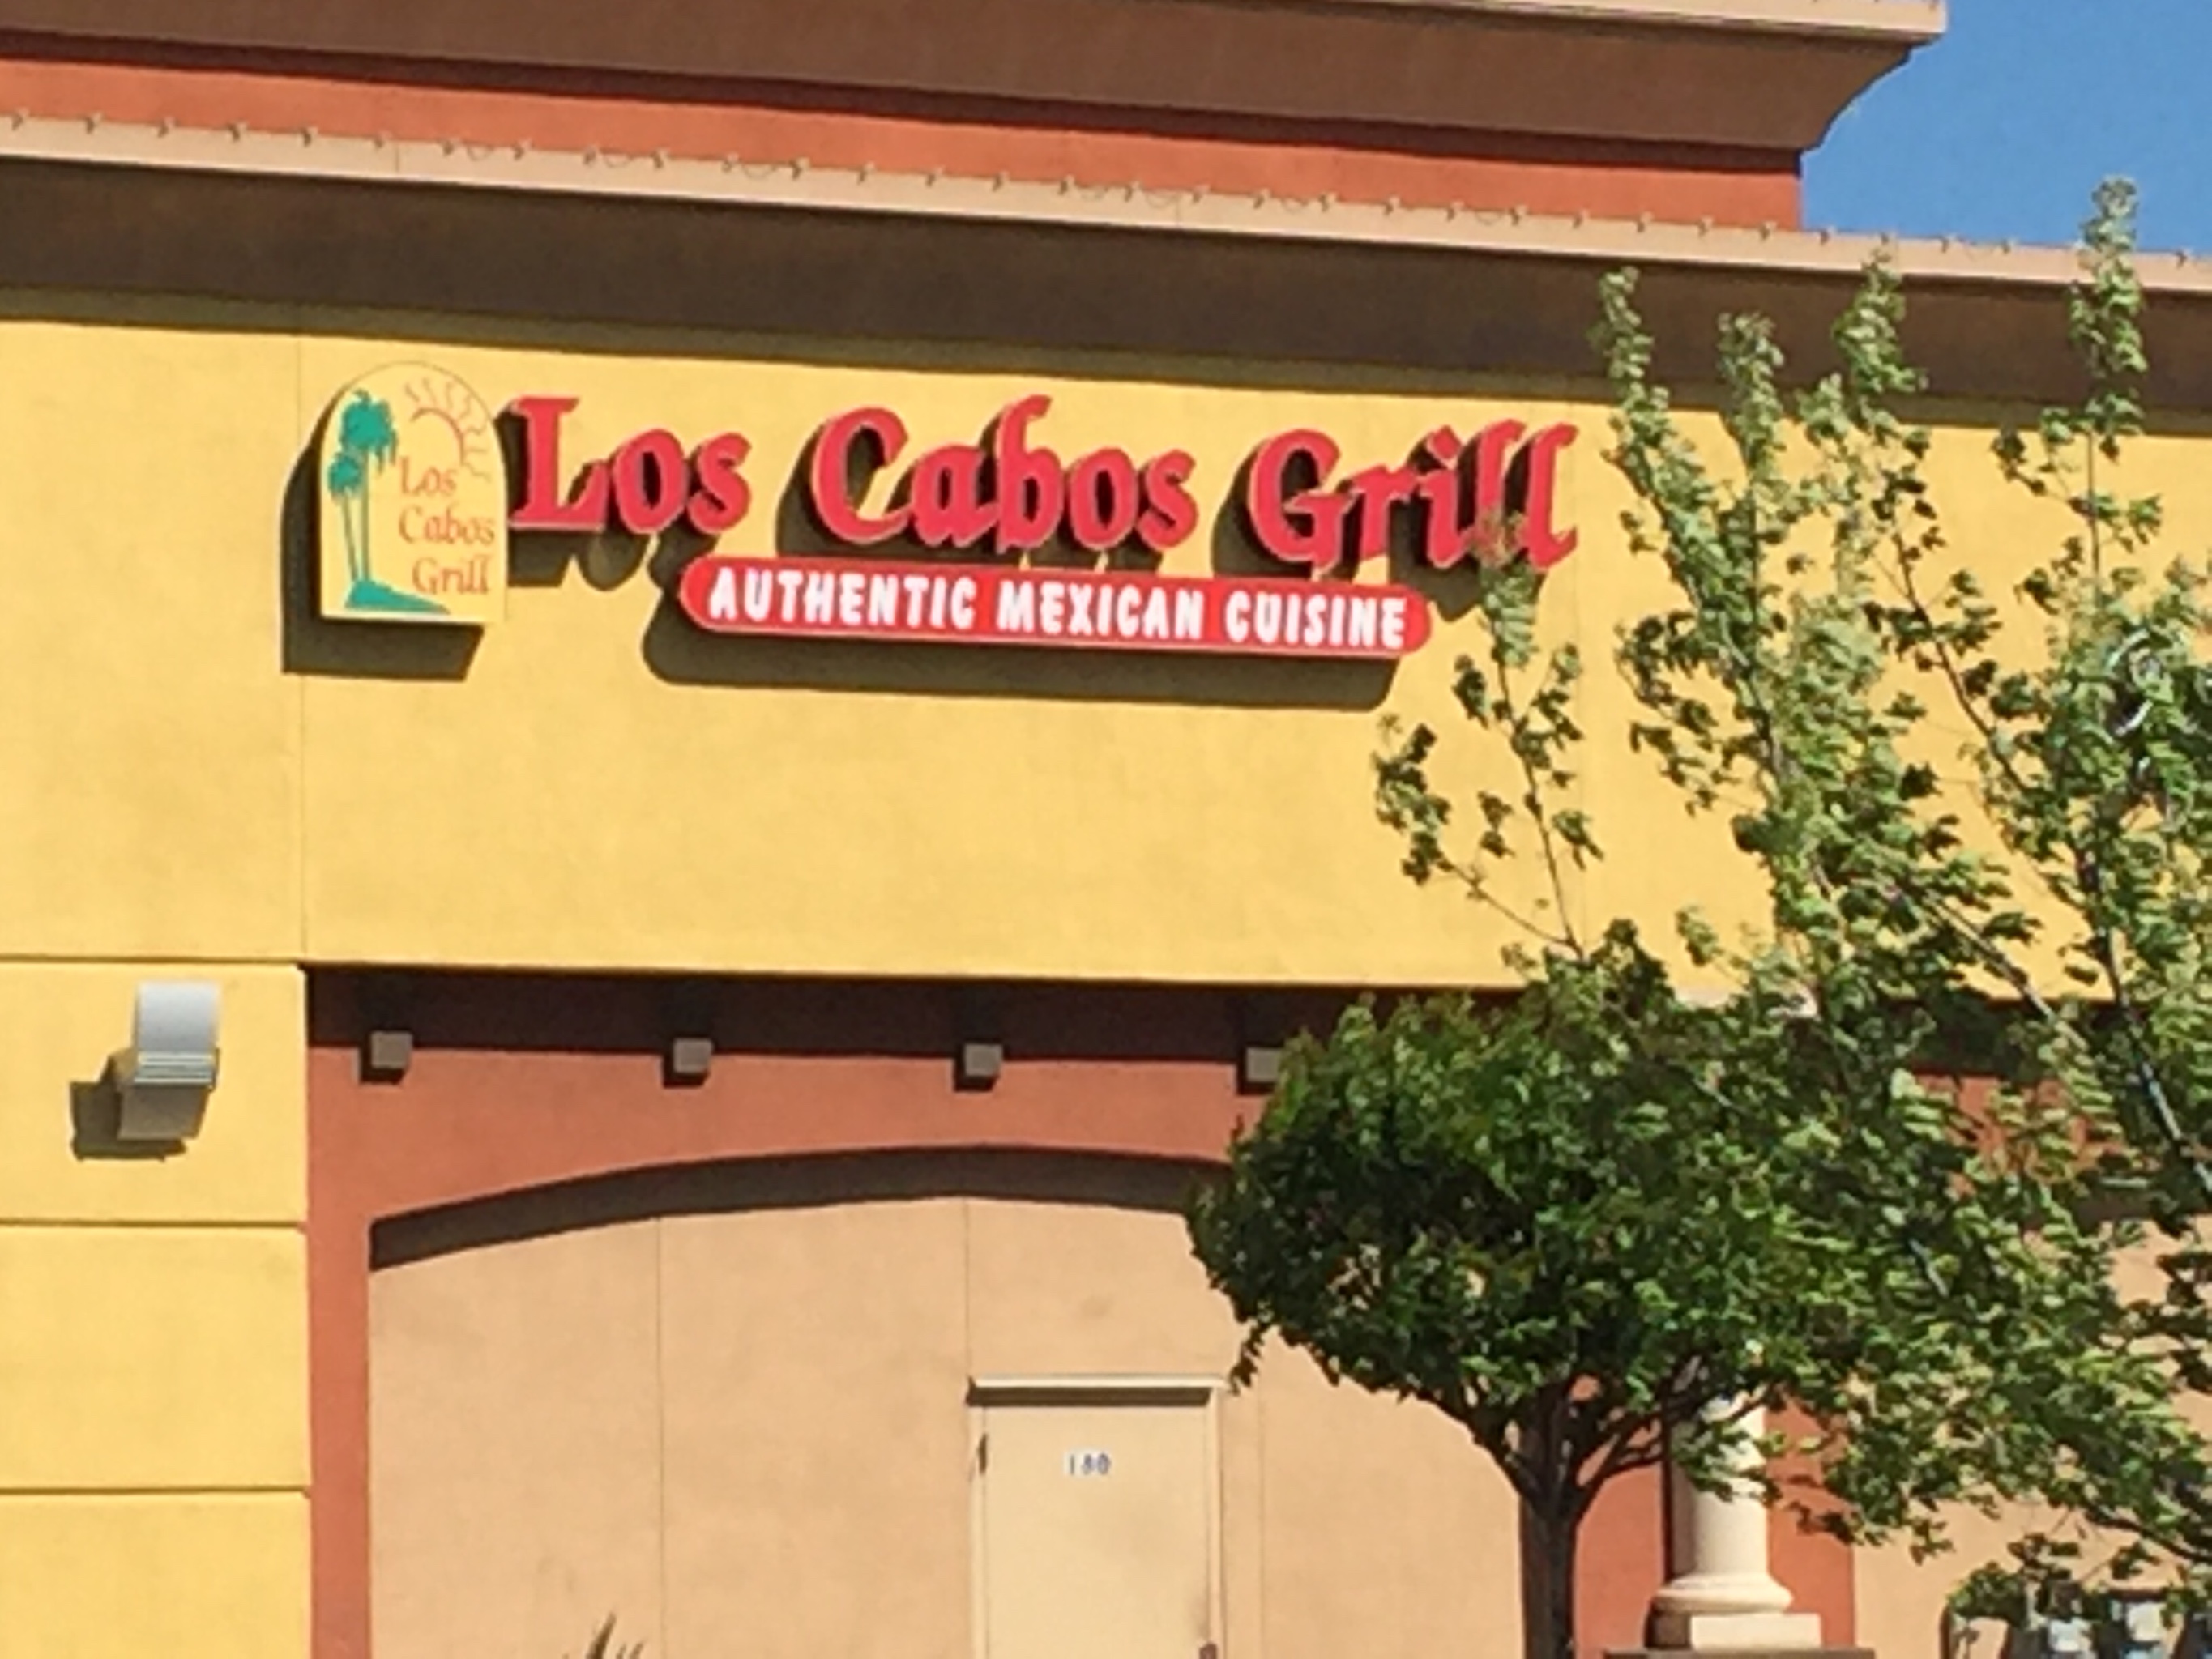 Los
Cabos
Grill
Los Cabos Grill
AUTHENTIC MEXICAN CUISINE
180